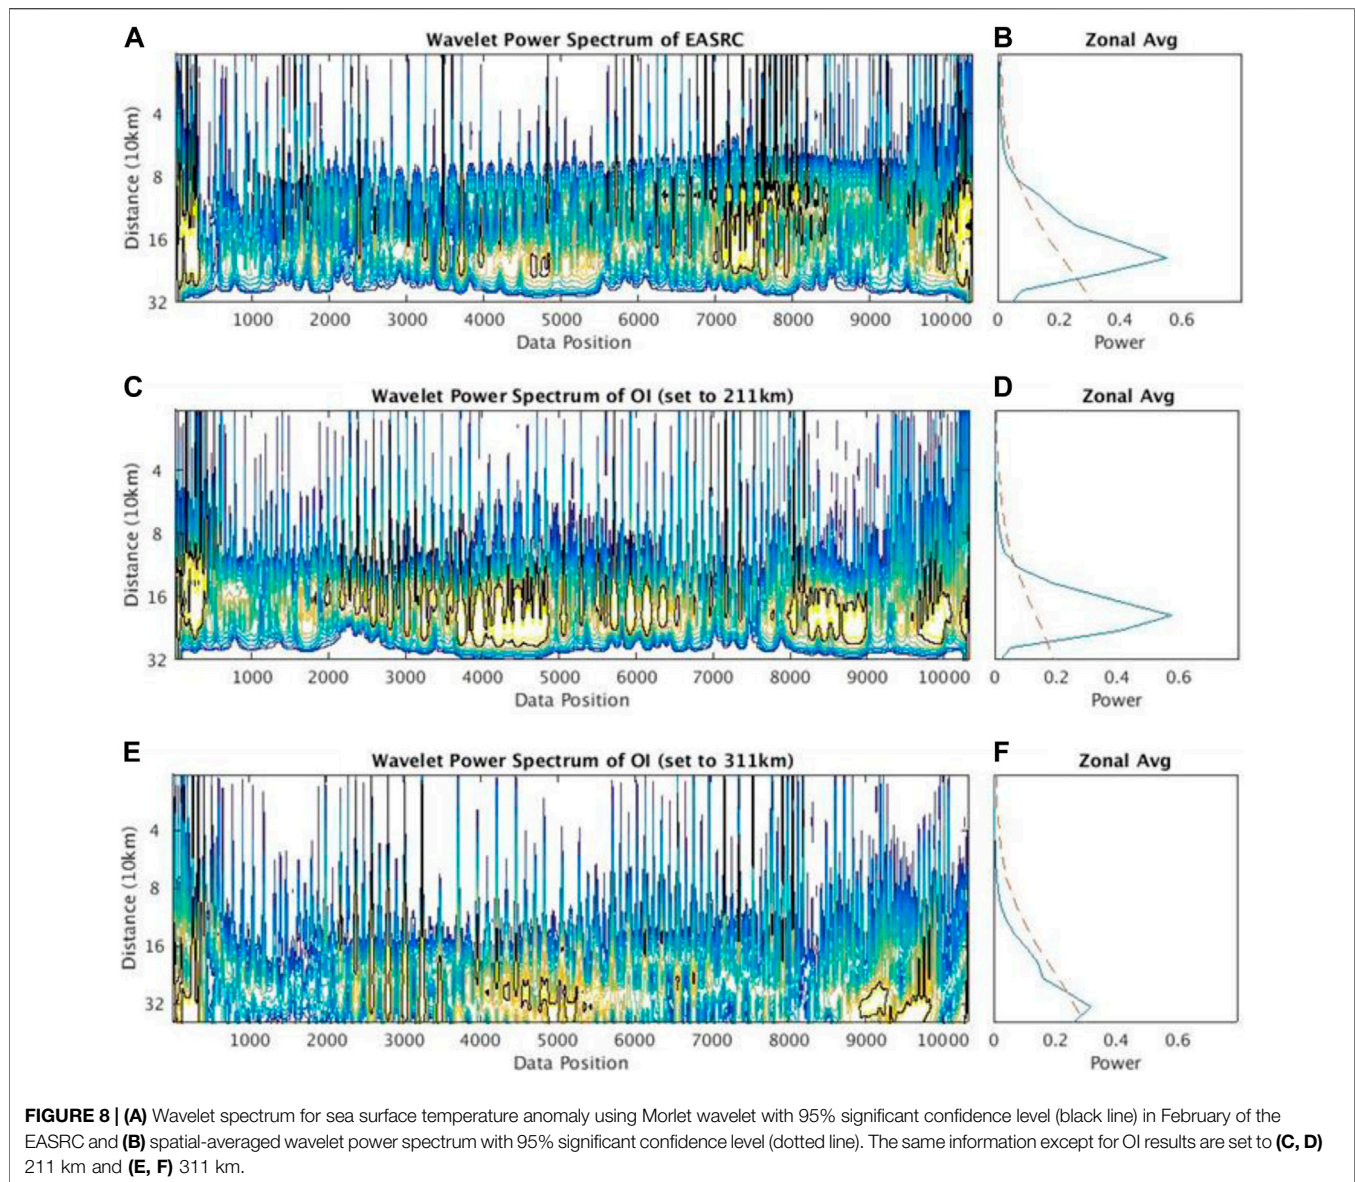 A
Wavelet Power Spectrum of EASRC
B
Zonal Avg
Distance (10km)
4
8
16
32
1000 2000 3000 4000 5000 6000 7000 8000 9000 10000
Data Position
0 0.2 0.4 0.6
Power
C
Wavelet Power Spectrum of OI (set to 211km)
D
Zonal Avg
Distance (10km)
4
8
16
32
1000 2000 3000 4000 5000 6000 7000 8000 9000 10000
Data Position
0 0.2 0.4 0.6
Power
E
Wavelet Power Spectrum of OI (set to 311km)
F
Zonal Avg
Distance (10km)
4
8
16
32
1000 2000 3000 4000 5000 6000 7000 8000 9000 10000
Data Position
0 0.2 0.4 0.6
Power
FIGURE 8 | (A) Wavelet spectrum for sea surface temperature anomaly using Morlet wavelet with 95% significant confidence level (black line) in February of the
EASRC and (B) spatial-averaged wavelet power spectrum with 95% significant confidence level (dotted line). The same information except for OI results are set to (C, D)
211 km and (E, F) 311 km.